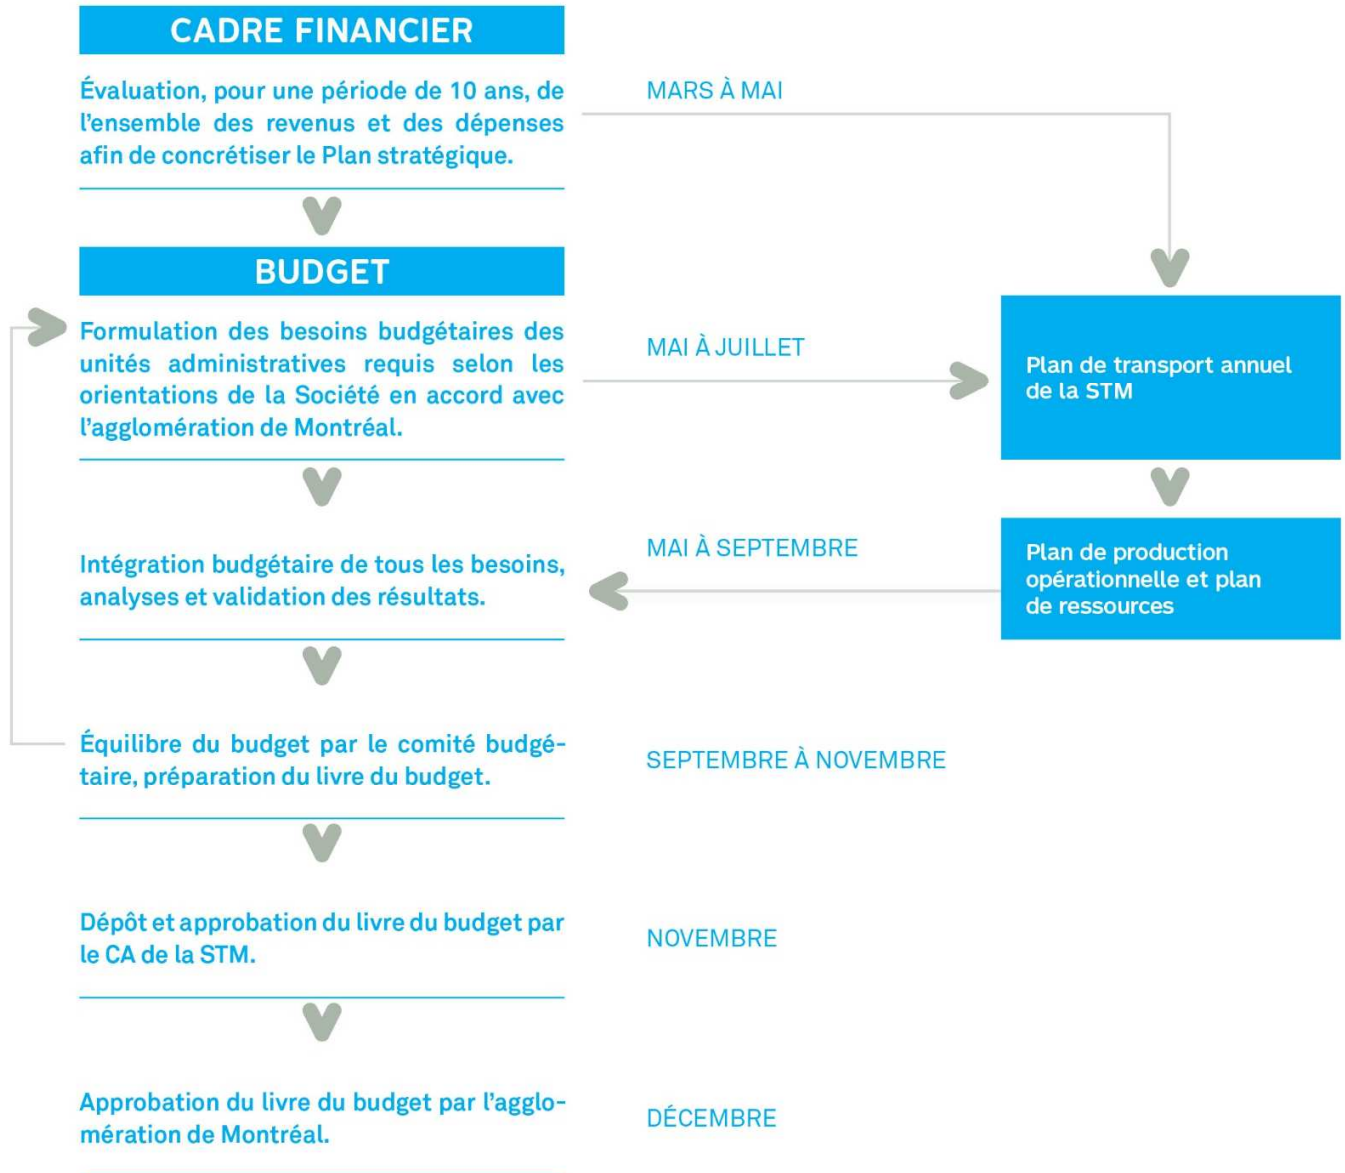 CADRE FINANCIER
Évaluation, pour une période de 10 ans, de
l'ensemble des revenus et des dépenses
afin de concrétiser le Plan stratégique.
MARS À MAI
BUDGET
Formulation des besoins budgétaires des
unités administratives requis selon les
orientations de la Société en accord avec
l'agglomération de Montréal.
MAI À JUILLET
Plan de transport annuel
de la STM
Intégration budgétaire de tous les besoins,
analyses et validation des résultats.
MAI À SEPTEMBRE
Plan de production
opérationnelle et plan
de ressources
Équilibre du budget par le comité budgé-
taire, préparation du livre du budget.
SEPTEMBRE À NOVEMBRE
Dépôt et approbation du livre du budget par
le CA de la STM.
NOVEMBRE
Approbation du livre du budget par l'agglo-
mération de Montréal.
DÉCEMBRE